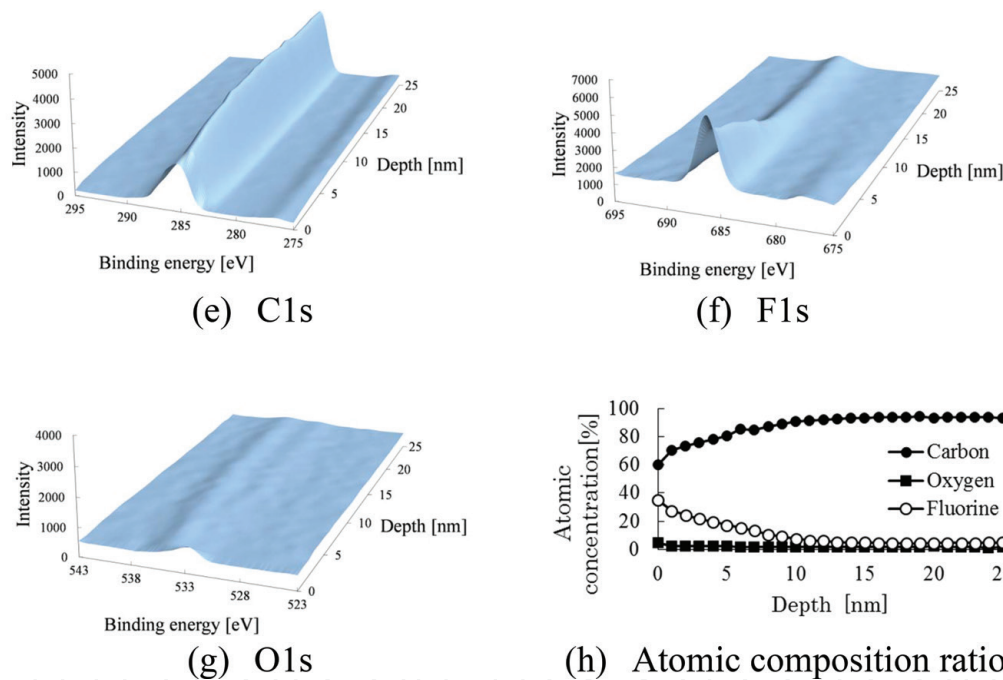 5000
4000
3000
2000
1000
0
Intensity
295
290
285
280
275
Binding energy [eV]
0
5
10
15
20
25
Depth [nm]
(e) C1s
7000
6000
5000
4000
3000
2000
1000
0
Intensity
695
690
685
680
675
Binding energy [eV]
0
5
10
15
20
25
Depth [nm]
(f) F1s
4000
3000
2000
1000
0
Intensity
543
538
533
528
523
Binding energy [eV]
0
5
10
15
20
25
Depth [nm]
(g) O1s
100
80
60
40
20
0
Atomic
concentration[%]
Carbon
Oxygen
Fluorine
0 5 10 15 20
Depth [nm]
(h) Atomic composition ratio